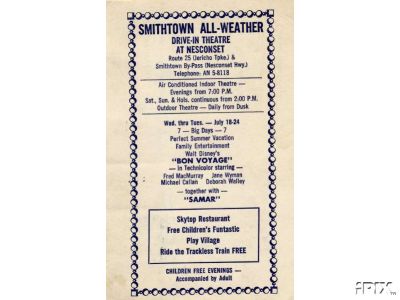 SMITHTOWN ALL-WEATHER
DRIVE-IN THEATRE
AT NESCONSET
Route 25 (Jericho Tpke.) &
Smithtown By-Pass (Nesconset Hwy.)
Telephone: AN 5-8118
Air Conditioned Indoor Theatre —
Evenings from 7:00 P.M.
Sat., Sun. & Hols. continuous from 2:00 P.M.
Outdoor Theatre — Daily from Dusk
Wed. thru Tues. — July 18-24
7 — Big Days — 7
Perfect Summer Vacation
Family Entertainment
Walt Disney's
"BON VOYAGE"
— in Technicolor starring —
Fred MacMurray Jane Wyman
Michael Callan Deborah Walley
— together with —
"SAMAR"
Skytop Restaurant
Free Children's Funtastic
Play Village
Ride the Trackless Train FREE
CHILDREN FREE EVENINGS —
Accompanied by Adult
iPIX